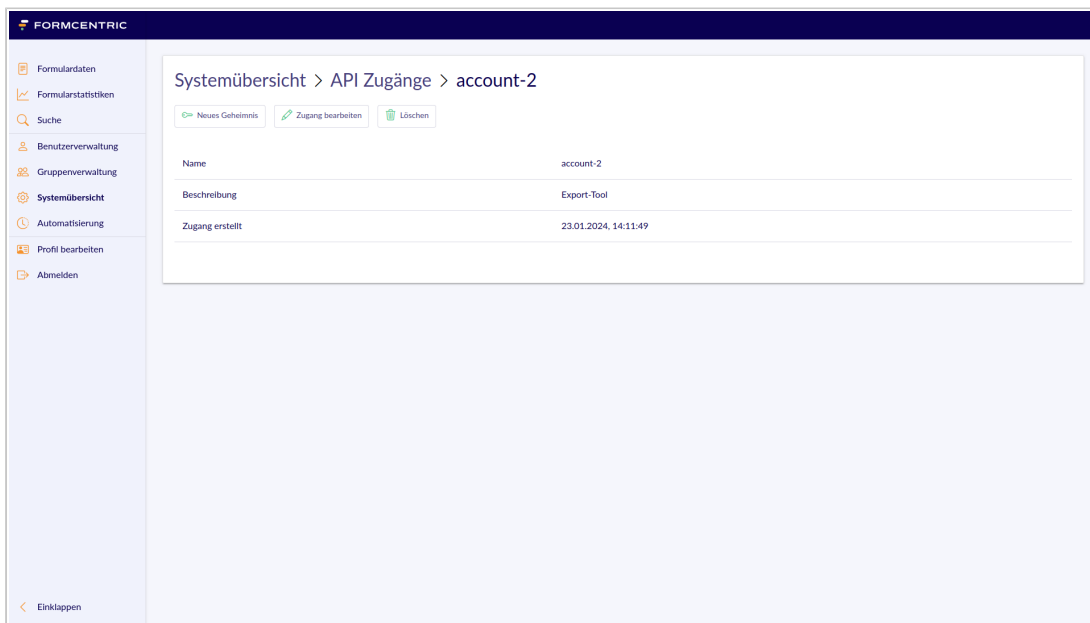 FORMCENTRIC
Formulardaten
Formularstatistiken
Suche
Benutzerverwaltung
Gruppenverwaltung
Systemübersicht
Automatisierung
Profil bearbeiten
Abmelden
Einklappen
Systemübersicht > API Zugänge > account-2
Neues Geheimnis Zugang bearbeiten Löschen
Name account-2
Beschreibung Export-Tool
Zugang erstellt 23.01.2024, 14:11:49